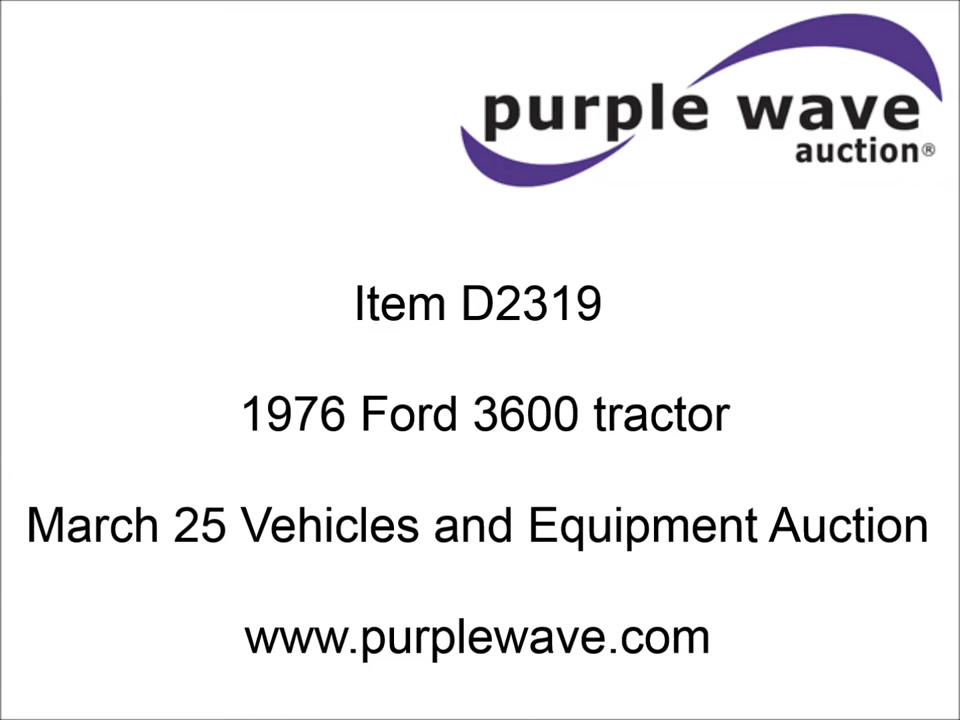 purple wave
auction®
Item D2319
1976 Ford 3600 tractor
March 25 Vehicles and Equipment Auction
www.purplewave.com